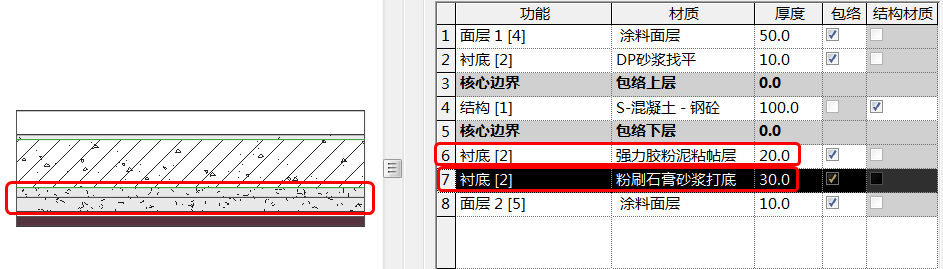 功能 材质 厚度 包络 结构材质
1 面层 1 [4] 涂料面层 50.0
2 衬底 [2] DP砂浆找平 10.0
3 核心边界 包络上层 0.0
4 结构 [1] S-混凝土 - 钢砼 100.0
5 核心边界 包络下层 0.0
6 衬底 [2] 强力胶粉泥粘帖层 20.0
7 衬底 [2] 粉刷石膏砂浆打底 30.0
8 面层 2 [5] 涂料面层 10.0